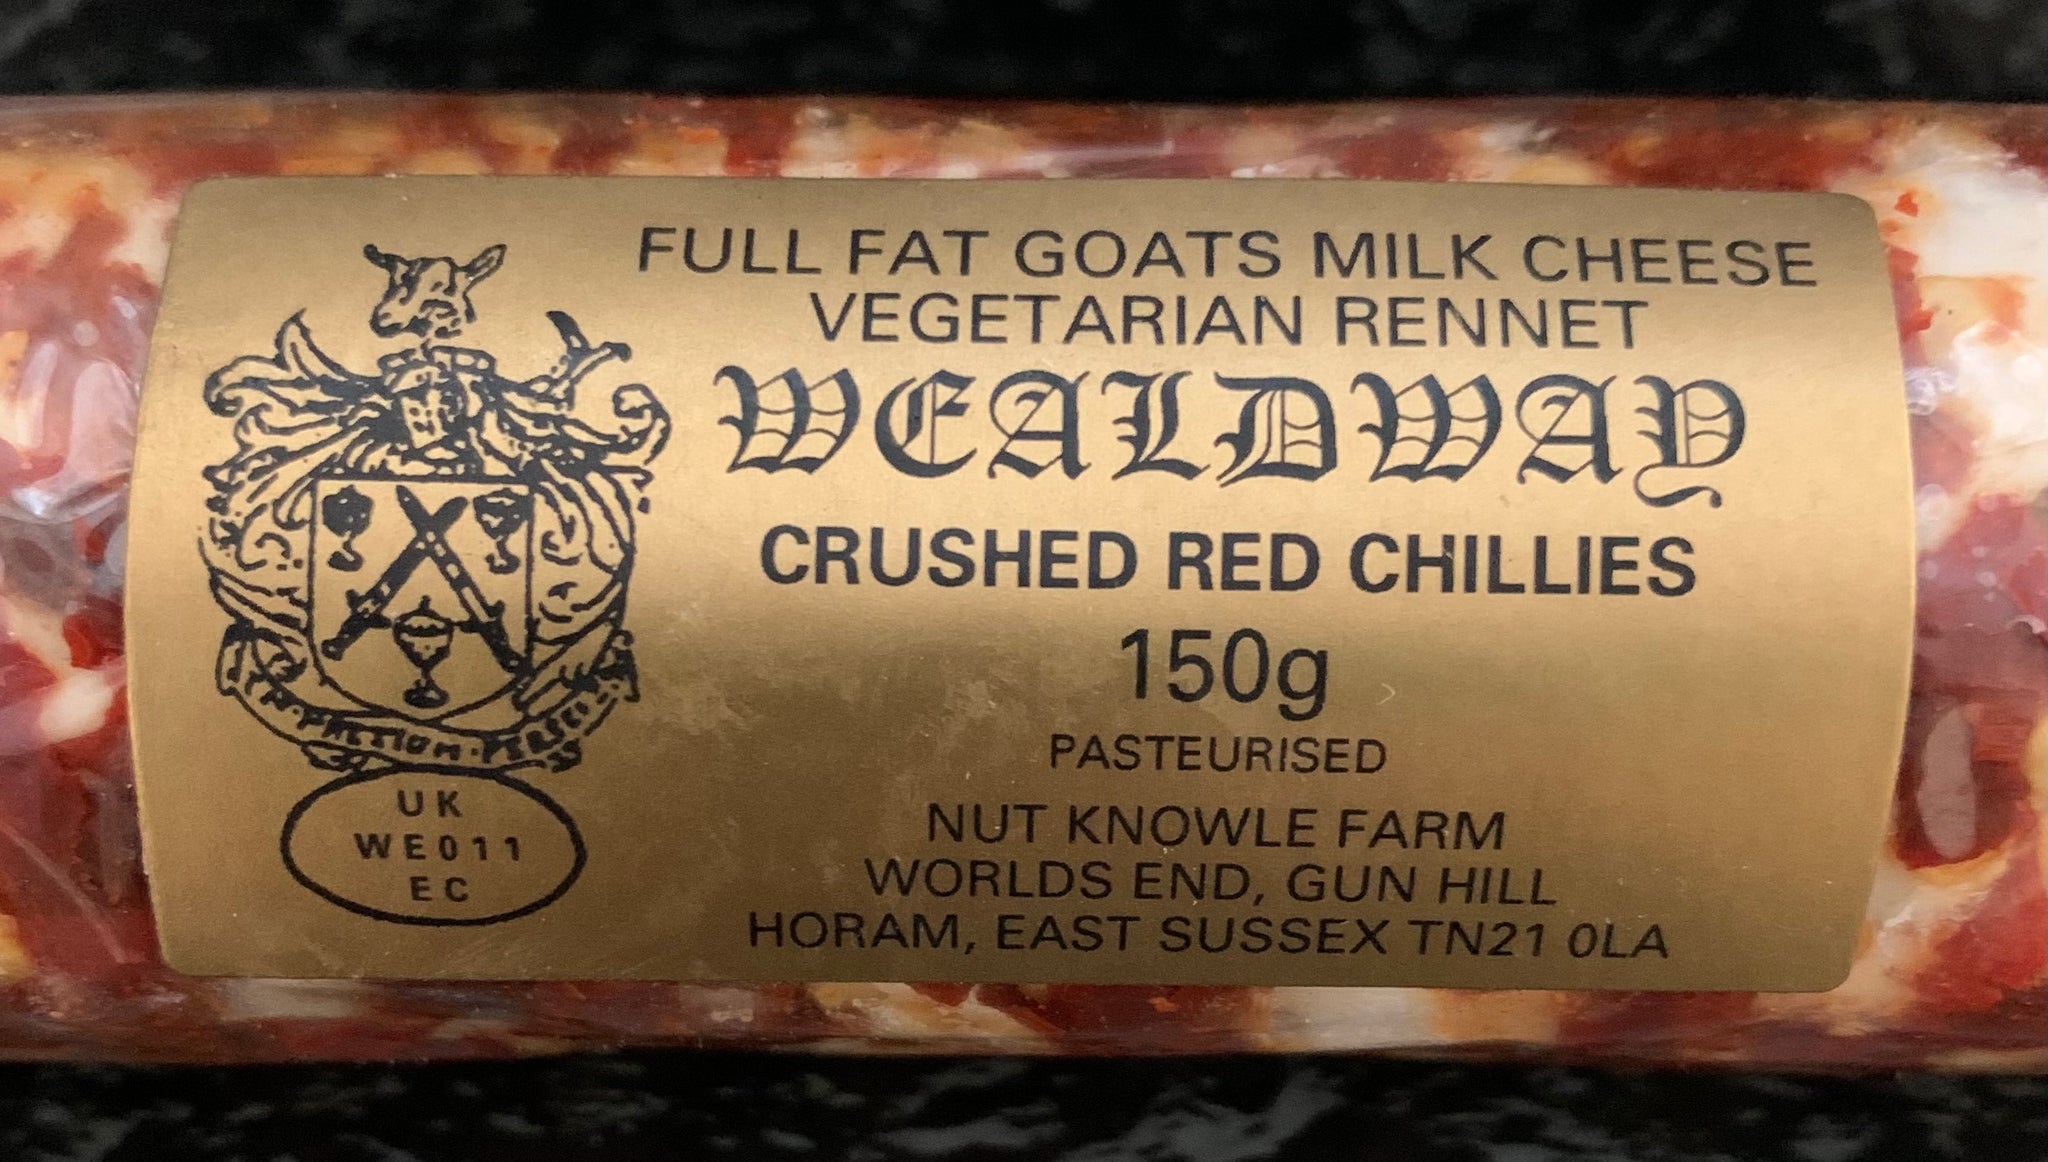 FULL FAT GOATS MILK CHEESE
VEGETARIAN RENNET
WEALDWAY
CRUSHED RED CHILLIES
150g
PASTEURISED
NUT KNOWLE FARM
WORLDS END, GUN HILL
HORAM, EAST SUSSEX TN21 0LA
UK
WE011
EC